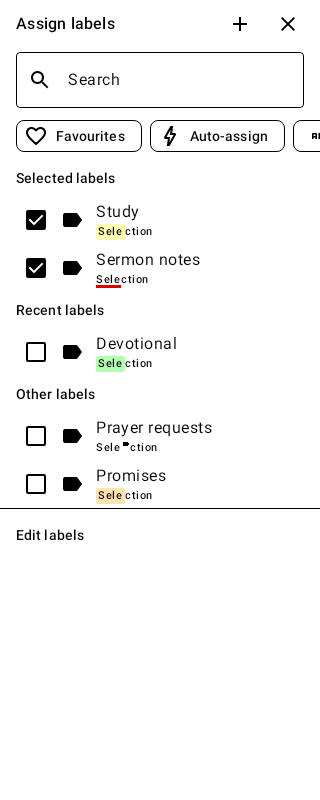 Assign labels
Search
Favourites
Auto-assign
Selected labels
Study
Selection
Sermon notes
Selection
Recent labels
Devotional
Selection
Other labels
Prayer requests
Selection
Promises
Selection
Edit labels